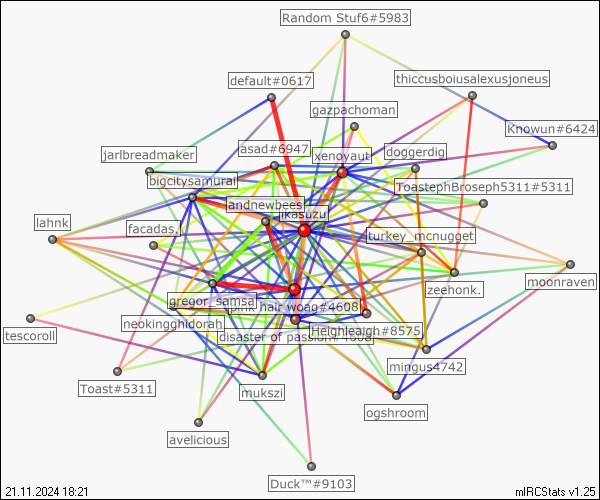 Random Stuf6#5983
default#0617
thiccusboiusalexusjoneus
gazpachoman
Knowun#6424
asad#6947
doggerdig
jarlbreadmaker
xenoyaut
bigcitysamurai
ToastephBroseph5311#5311
andnewbees
ikasuzu
lahnk
facadas.
turkey_mcnugget
zeehonk.
moonraven
gregor_samsa
hair woag#4608
neokingghidorah
Heighleaigh#8575
disaster of passion#4608
tescoroll
mingus4742
Toast#5311
mukszi
ogshroom
avelicious
Duck™#9103
21.11.2024 18:21
mIRCStats v1.25